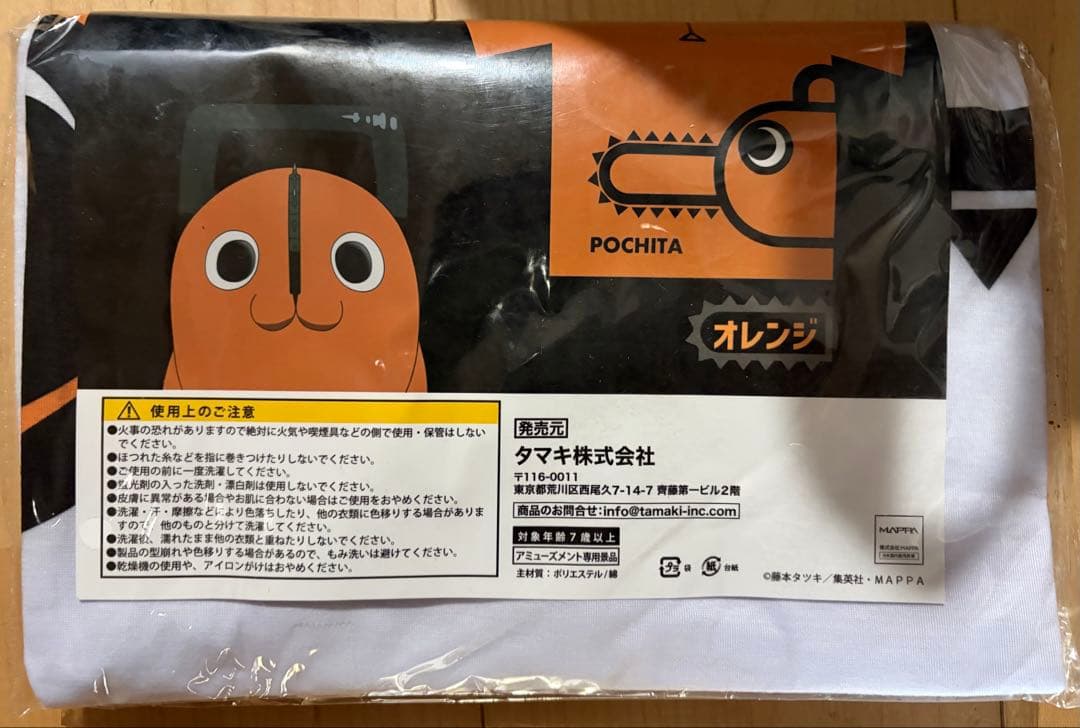 POCHITA
オレンジ
使用上のご注意
●火事の恐れがありますので絶対に火気や喫煙具などの側で使用・保管はしない
でください。
●ほつれた糸などを指に巻きつけたりしないでください。
●ご使用の前に一度洗濯してください。
●蛍光剤の入った洗剤・漂白剤は使用しないでください。
●皮膚に異常がある場合やお肌に合わない場合はご使用をおやめください。
●洗濯・汗・摩擦などにより色落ちしたり、他の衣類に色移りする場合がありま
すので、他のものと分けて洗濯してください。
●洗濯後、濡れたまま他の衣類と重ねたりしないでください。
●製品の型崩れや色移りする場合があるので、もみ洗いは避けてください。
●乾燥機の使用や、アイロンがけはおやめください。
発売元
タマキ株式会社
〒116-0011
東京都荒川区西尾久7-14-7 齊藤第一ビル2階
商品のお問合せ:info@tamaki-inc.com
対象年齢7歳以上
アミューズメント専用景品
主材質:ポリエステル/綿
プラ 袋 紙 台紙
MAPPA
株式会社MAPPA
©藤本タツキ/集英社・MAPPA